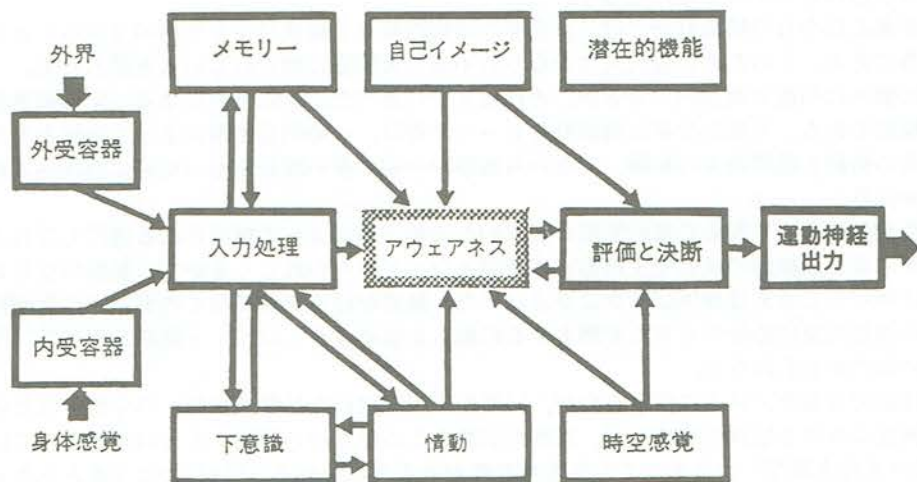 メモリー
自己イメージ
潜在的機能
外界
外受容器
入力処理
アウェアネス
評価と決断
運動神経
出力
内受容器
身体感覚
下意識
情動
時空感覚